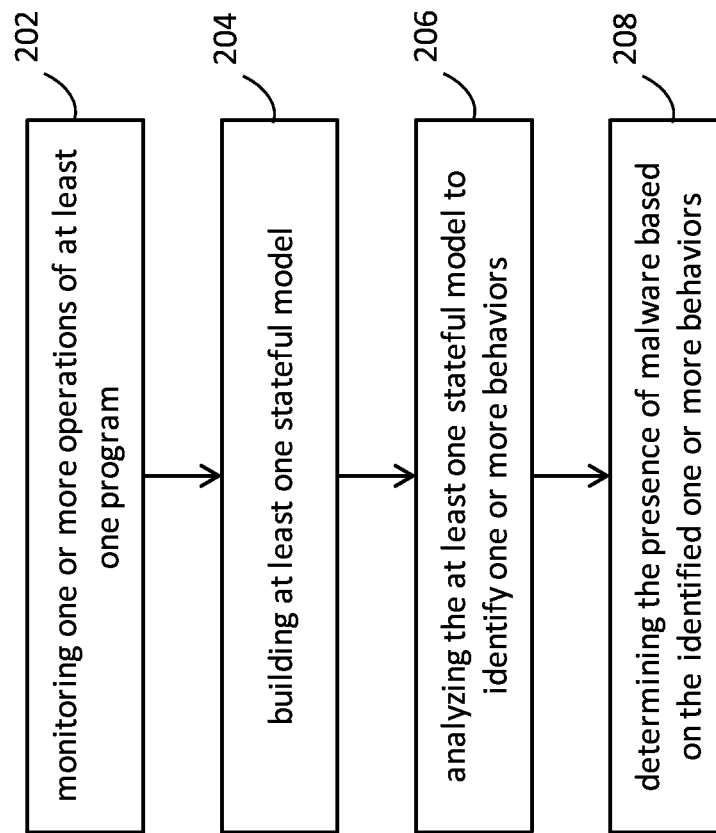 202
monitoring one or more operations of at least
one program
204
building at least one stateful model
206
analyzing the at least one stateful model to
identify one or more behaviors
208
determining the presence of malware based
on the identified one or more behaviors